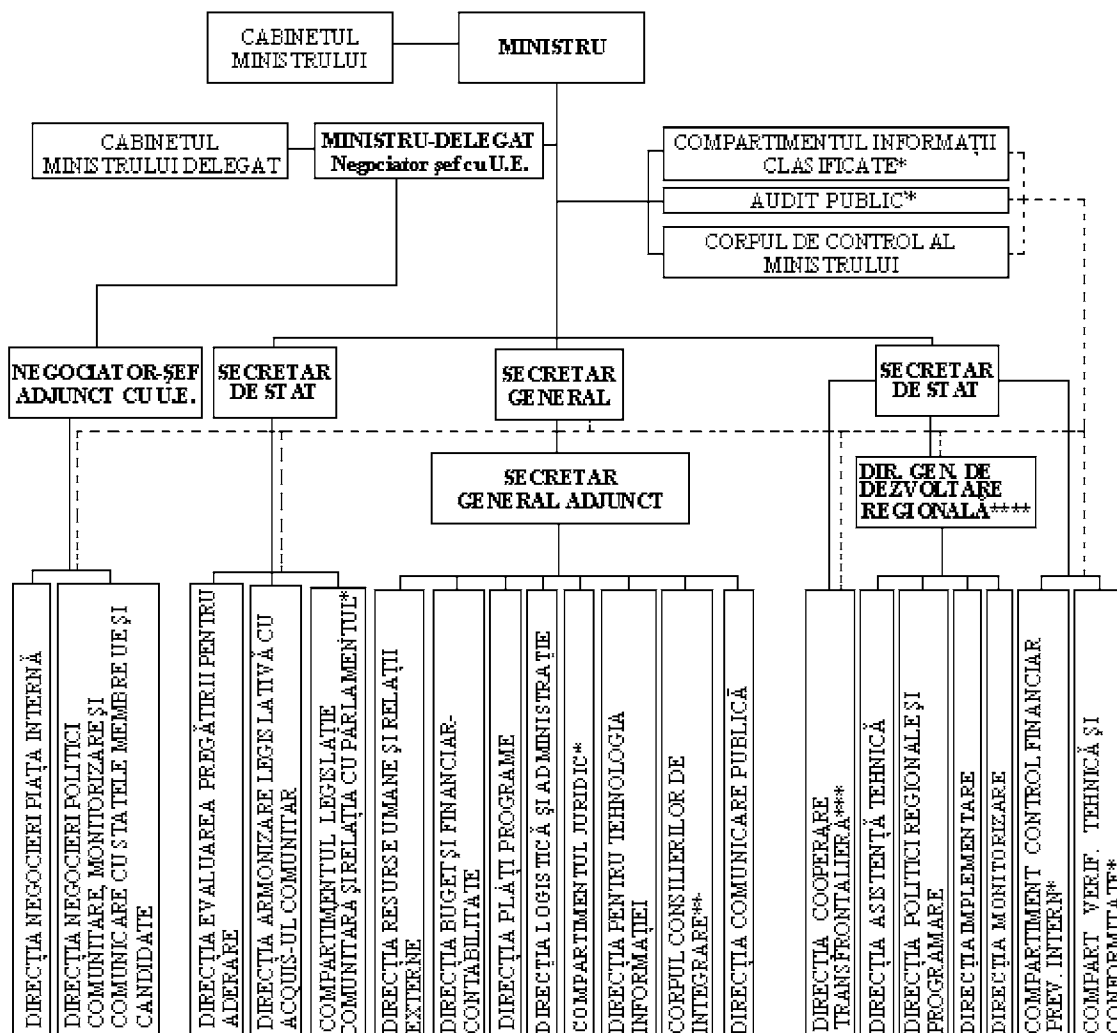 CABINETUL
MINISTRULUI
MINISTRU
CABINETUL
MINISTRULUI DELEGAT
MINISTRU-DELEGAT
Negociator şef cu U.E.
COMPARTIMENTUL INFORMAŢII
CLASIFICATE*
AUDIT PUBLIC*
CORPUL DE CONTROL AL
MINISTRULUI
NEGOCIATOR-ŞEF
ADJUNCT CU U.E.
SECRETAR
DE STAT
SECRETAR
GENERAL
SECRETAR
DE STAT
SECRETAR
GENERAL ADJUNCT
DIR. GEN. DE
DEZVOLTARE
REGIONALĂ****
DIRECŢIA NEGOCIERI PIAŢA INTERNĂ
DIRECŢIA NEGOCIERI POLITICI
COMUNITARE, MONITORIZARE ŞI
COMUNICARE CU STATELE MEMBRE UE ŞI
CANDIDATE
DIRECŢIA EVALUAREA PREGĂTIRII PENTRU
ADERARE
DIRECŢIA ARMONIZARE LEGISLATIVĂ CU
ACQUIS-UL COMUNITAR
COMPARTIMENTUL LEGISLAŢIE
COMUNITARĂ ŞI RELAŢIA CU PARLAMENTUL*
DIRECŢIA RESURSE UMANE ŞI RELAŢII
EXTERNE
DIRECŢIA BUGET ŞI FINANCIAR-
CONTABILITATE
DIRECŢIA PLĂŢI PROGRAME
DIRECŢIA LOGISTICĂ ŞI ADMINISTRAŢIE
COMPARTIMENTUL JURIDIC*
DIRECŢIA PENTRU TEHNOLOGIA
INFORMAŢIEI
CORPUL CONSILIERILOR DE
INTEGRARE**
DIRECŢIA COMUNICARE PUBLICĂ
DIRECŢIA COOPERARE
TRANSFRONTALIERĂ***
DIRECŢIA ASISTENŢĂ TEHNICĂ
DIRECŢIA POLITICI REGIONALE ŞI
PROGRAMARE
DIRECŢIA IMPLEMENTARE
DIRECŢIA MONITORIZARE
COMPARTIMENT CONTROL FINANCIAR
PREV. INTERN*
COMPART VERIF. TEHNICĂ ŞI
CONFORMITATE*